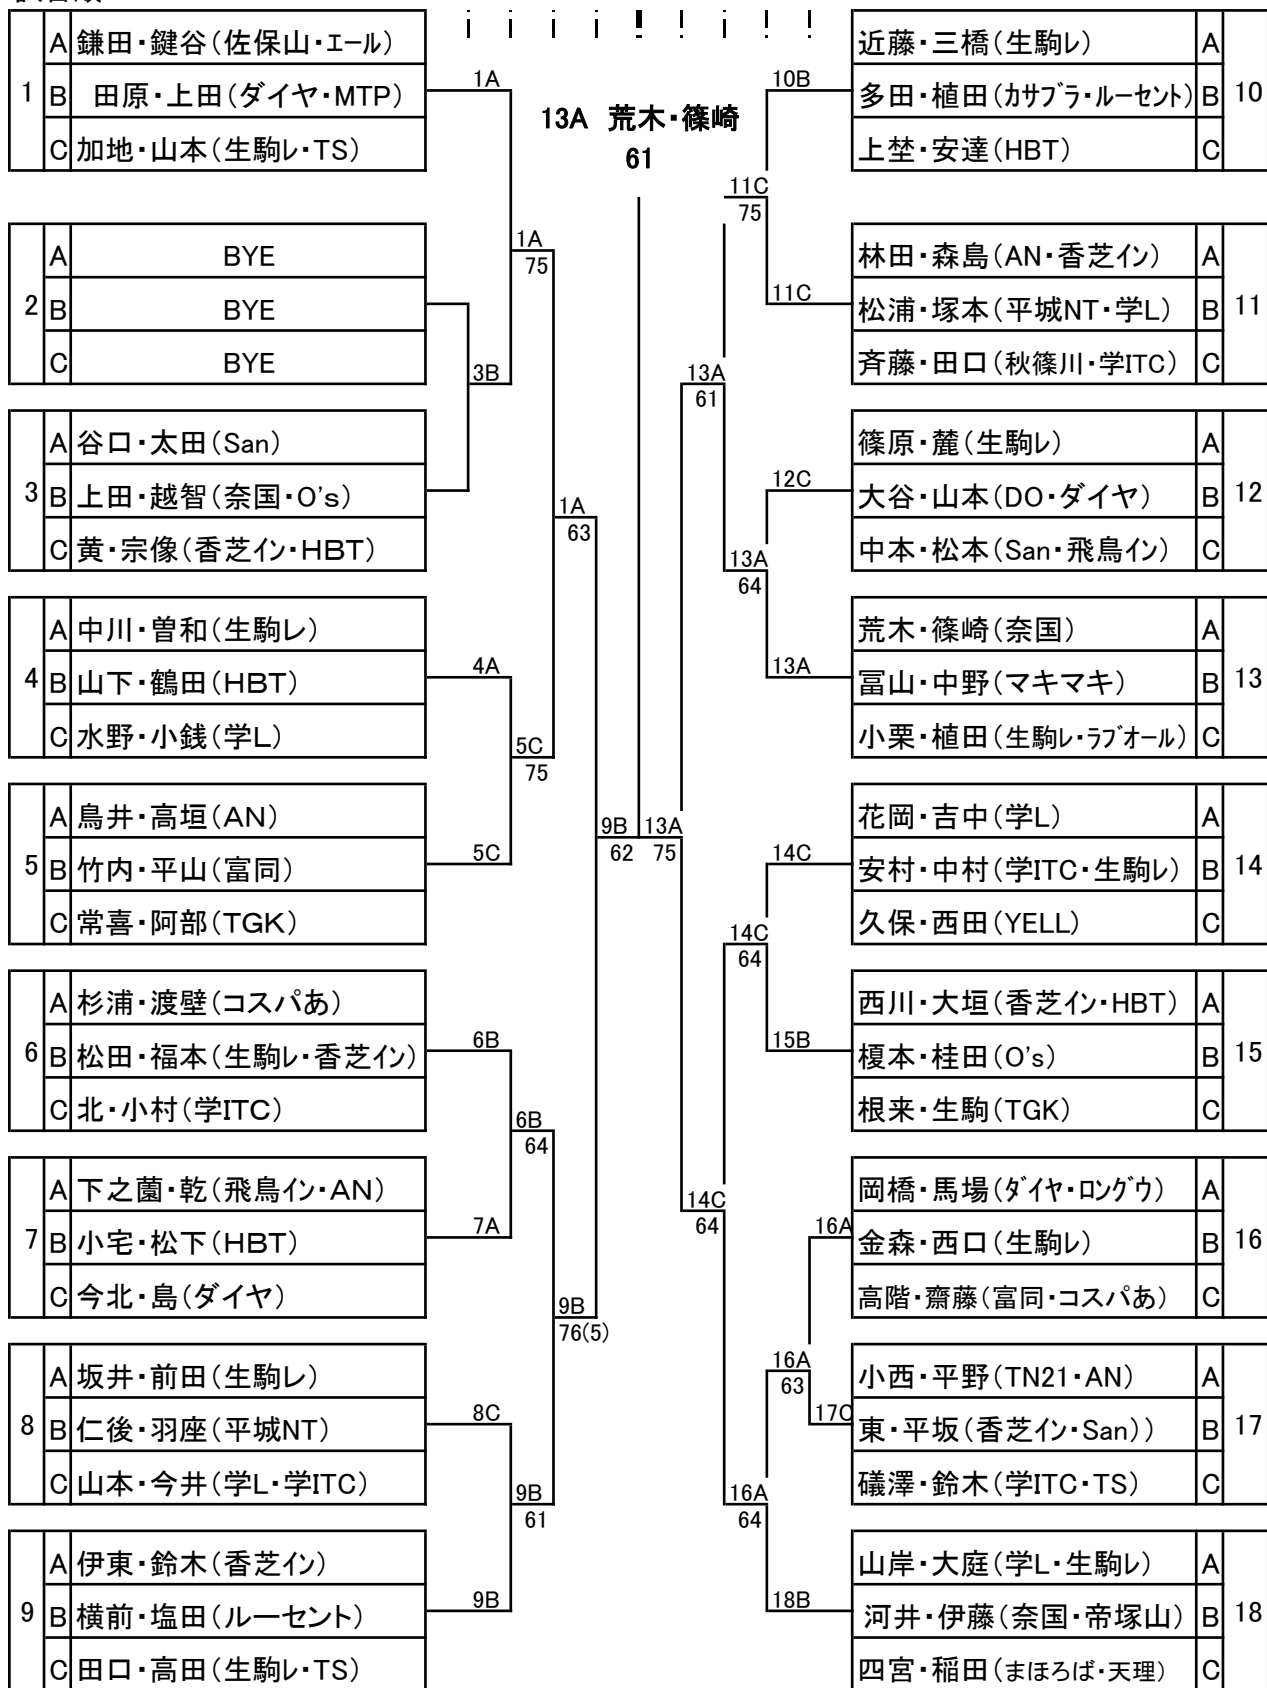 1
A 鎌田・鍵谷(佐保山・エール)
B 田原・上田(ダイヤ・MTP)
C 加地・山本(生駒レ・TS)
2
A BYE
B BYE
C BYE
3
A 谷口・太田(San)
B 上田・越智(奈国・O's)
C 黄・宗像(香芝イン・HBT)
4
A 中川・曽和(生駒レ)
B 山下・鶴田(HBT)
C 水野・小銭(学L)
5
A 鳥井・高垣(AN)
B 竹内・平山(富同)
C 常喜・阿部(TGK)
6
A 杉浦・渡壁(コスパあ)
B 松田・福本(生駒レ・香芝イン)
C 北・小村(学ITC)
7
A 下之薗・乾(飛鳥イン・AN)
B 小宅・松下(HBT)
C 今北・島(ダイヤ)
8
A 坂井・前田(生駒レ)
B 仁後・羽座(平城NT)
C 山本・今井(学L・学ITC)
9
A 伊東・鈴木(香芝イン)
B 横前・塩田(ルーセント)
C 田口・高田(生駒レ・TS)
1A
3B
4A
5C
6B
7A
8C
9B
1A
75
5C
75
6B
64
9B
61
1A
63
9B
76(5)
9B
62
13A 荒木・篠崎
61
13A
75
13A
61
14C
64
11C
75
13A
64
14C
64
16A
64
10B
11C
12C
13A
14C
15B
16A
63
18B
16A
17C
近藤・三橋(生駒レ) A
多田・植田(カサブラ・ルーセント) B
上埜・安達(HBT) C
10
林田・森島(AN・香芝イン) A
松浦・塚本(平城NT・学L) B
斉藤・田口(秋篠川・学ITC) C
11
篠原・麓(生駒レ) A
大谷・山本(DO・ダイヤ) B
中本・松本(San・飛鳥イン) C
12
荒木・篠崎(奈国) A
冨山・中野(マキマキ) B
小栗・植田(生駒レ・ラブオール) C
13
花岡・吉中(学L) A
安村・中村(学ITC・生駒レ) B
久保・西田(YELL) C
14
西川・大垣(香芝イン・HBT) A
榎本・桂田(O's) B
根来・生駒(TGK) C
15
岡橋・馬場(ダイヤ・ロングウ) A
金森・西口(生駒レ) B
高階・齋藤(富同・コスパあ) C
16
小西・平野(TN21・AN) A
東・平坂(香芝イン・San)) B
礒澤・鈴木(学ITC・TS) C
17
山岸・大庭(学L・生駒レ) A
河井・伊藤(奈国・帝塚山) B
四宮・稲田(まほろば・天理) C
18